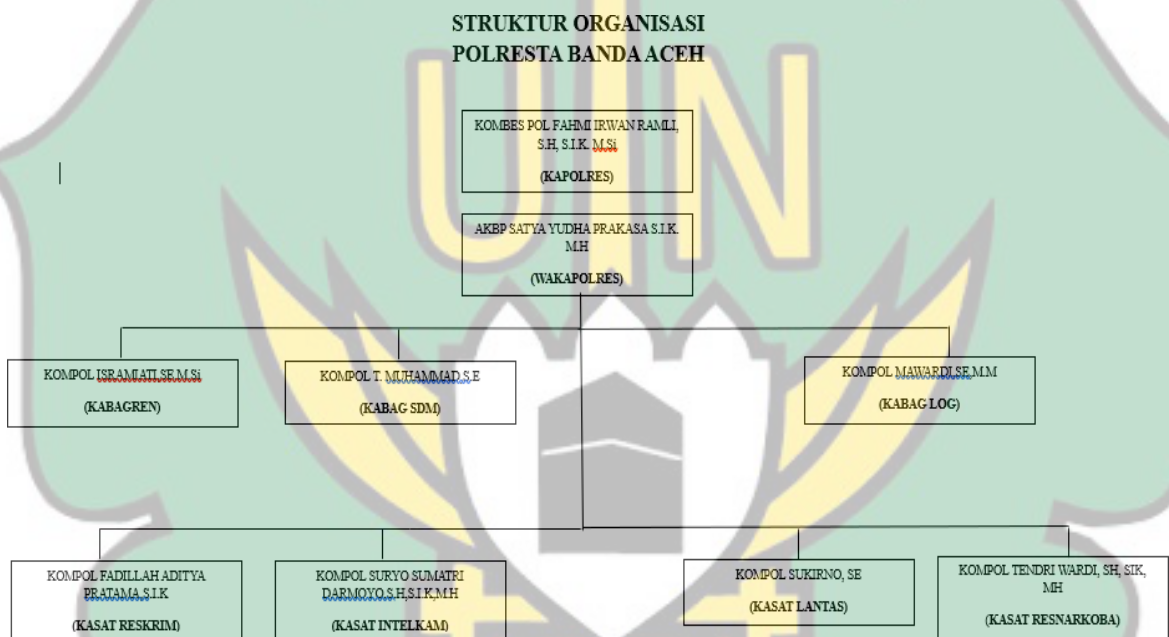 STRUKTUR ORGANISASI
POLRESTA BANDA ACEH
UIN
KOMBES POL FAHMI IRWAN RAMLI,
S.H, S.I.K. M.Si
(KAPOLRES)
AKBP SATYA YUDHA PRAKASA S.I.K.
M.H
(WAKAPOLRES)
KOMPOL ISRAMIATI,SE,M.Si
(KABAGREN)
KOMPOL T. MUHAMMAD,S.E
(KABAG SDM)
KOMPOL MAWARDI,SE,M.M
(KABAG LOG)
KOMPOL FADILLAH ADITYA
PRATAMA,S.I.K
(KASAT RESKRIM)
KOMPOL SURYO SUMATRI
DARMOYO,S.H,S.I.K,M.H
(KASAT INTELKAM)
KOMPOL SUKIRNO, SE
(KASAT LANTAS)
KOMPOL TENDRI WARDI, SH, SIK,
MH
(KASAT RESNARKOBA)